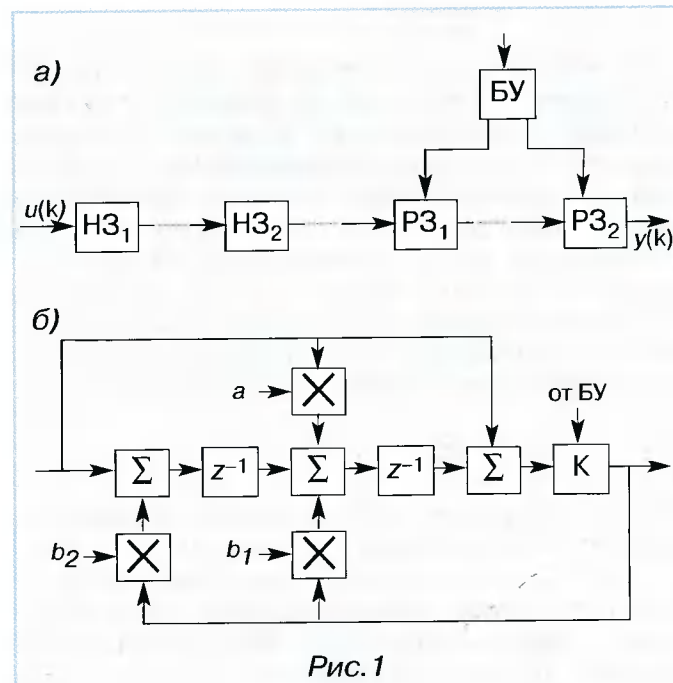 а)
БУ
u(k)
НЗ₁
НЗ₂
РЗ₁
РЗ₂
y(k)
б)
a
от БУ
Σ
z⁻¹
Σ
z⁻¹
Σ
К
b₂
b₁
Рис.1